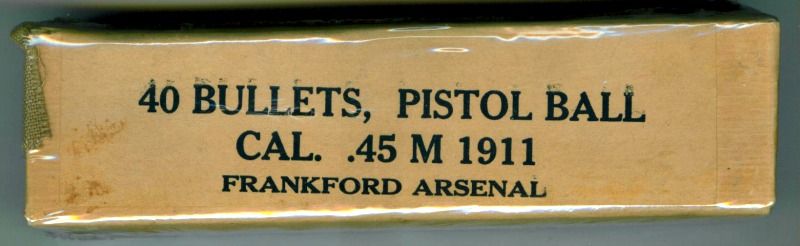 40 BULLETS, PISTOL BALL
CAL. .45 M 1911
FRANKFORD ARSENAL